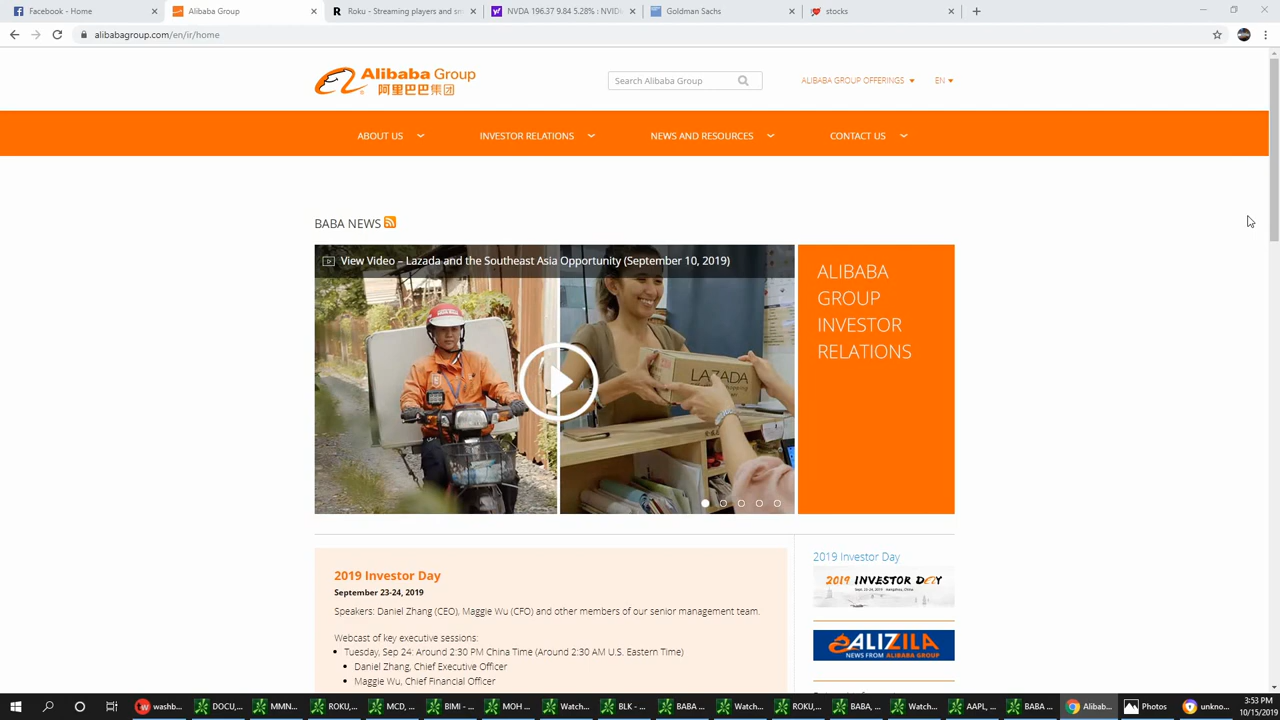 Facebook - Home
Alibaba Group
Roku - Streaming players and sm
NVDA 196.37 9.84 5.28% : NVIDI
Goldman Sachs
stocks
alibabagroup.com/en/ir/home
Alibaba Group
阿里巴巴集团
Search Alibaba Group
ALIBABA GROUP OFFERINGS
EN
ABOUT US
INVESTOR RELATIONS
NEWS AND RESOURCES
CONTACT US
BABA NEWS
View Video – Lazada and the Southeast Asia Opportunity (September 10, 2019)
LAZADA
ALIBABA
GROUP
INVESTOR
RELATIONS
2019 Investor Day
September 23-24, 2019
Speakers: Daniel Zhang (CEO), Maggie Wu (CFO) and other members of our senior management team.
Webcast of key executive sessions:
Tuesday, Sep 24: Around 2:30 PM China Time (Around 2:30 AM U.S. Eastern Time)
Daniel Zhang, Chief Executive Officer
Maggie Wu, Chief Financial Officer
2019 Investor Day
2019 INVESTOR DAY
Sept. 23-24, 2019 · Hangzhou, China
ALIZILA
NEWS FROM ALIBABA GROUP
washb...
DOCU,...
MMN...
ROKU,...
MCD, ...
BIMI - ...
MOH ...
Watch...
BLK - ...
BABA ...
Watch...
ROKU,...
BABA, ...
Watch...
AAPL, ...
BABA ...
Alibab...
Photos
unkno...
3:53 PM
10/15/2019